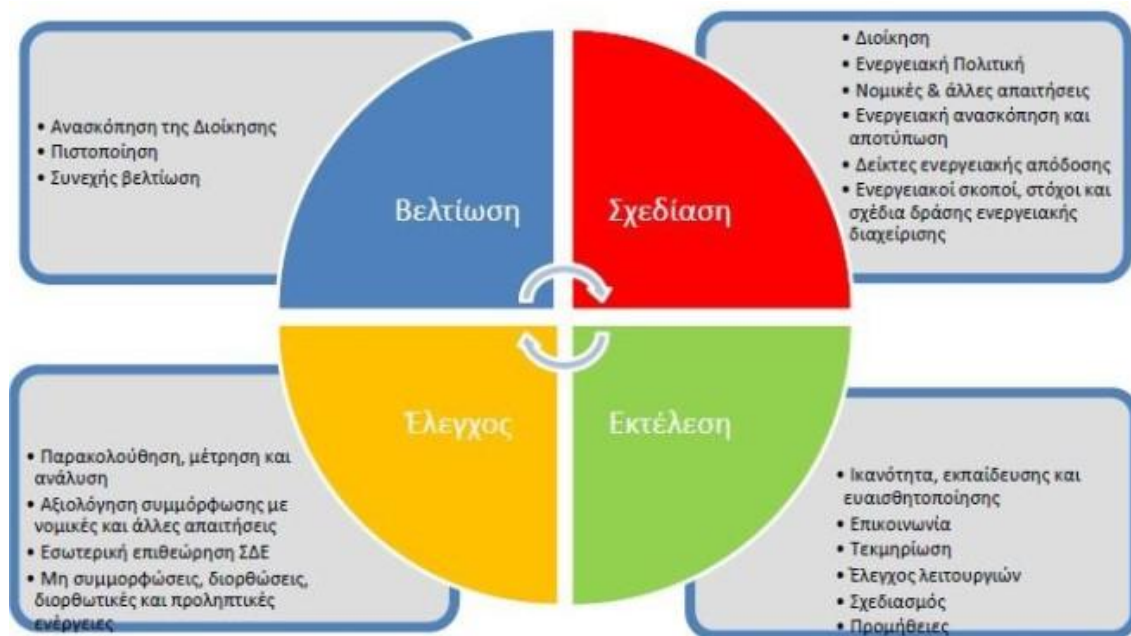 • Ανασκόπηση της Διοίκησης
• Πιστοποίηση
• Συνεχής βελτίωση
Βελτίωση
Σχεδίαση
• Διοίκηση
• Ενεργειακή Πολιτική
• Νομικές & άλλες απαιτήσεις
• Ενεργειακή ανασκόπηση και
αποτύπωση
• Δείκτες ενεργειακής απόδοσης
• Ενεργειακοί σκοποί, στόχοι και
σχέδια δράσης ενεργειακής
διαχείρισης
• Παρακολούθηση, μέτρηση και
ανάλυση
• Αξιολόγηση συμμόρφωσης με
νομικές και άλλες απαιτήσεις
• Εσωτερική επιθεώρηση ΣΔΕ
• Μη συμμορφώσεις, διορθώσεις,
διορθωτικές και προληπτικές
ενέργειες
Έλεγχος
Εκτέλεση
• Ικανότητα, εκπαίδευσης και
ευαισθητοποίησης
• Επικοινωνία
• Τεκμηρίωση
• Έλεγχος λειτουργιών
• Σχεδιασμός
• Προμήθειες